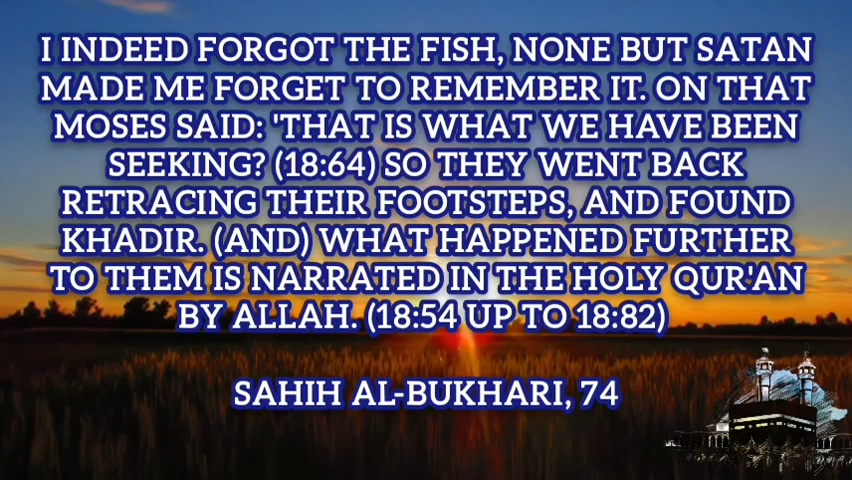 I INDEED FORGOT THE FISH, NONE BUT SATAN
MADE ME FORGET TO REMEMBER IT. ON THAT
MOSES SAID: 'THAT IS WHAT WE HAVE BEEN
SEEKING? (18:64) SO THEY WENT BACK
RETRACING THEIR FOOTSTEPS, AND FOUND
KHADIR. (AND) WHAT HAPPENED FURTHER
TO THEM IS NARRATED IN THE HOLY QUR'AN
BY ALLAH. (18:54 UP TO 18:82)
SAHIH AL-BUKHARI, 74